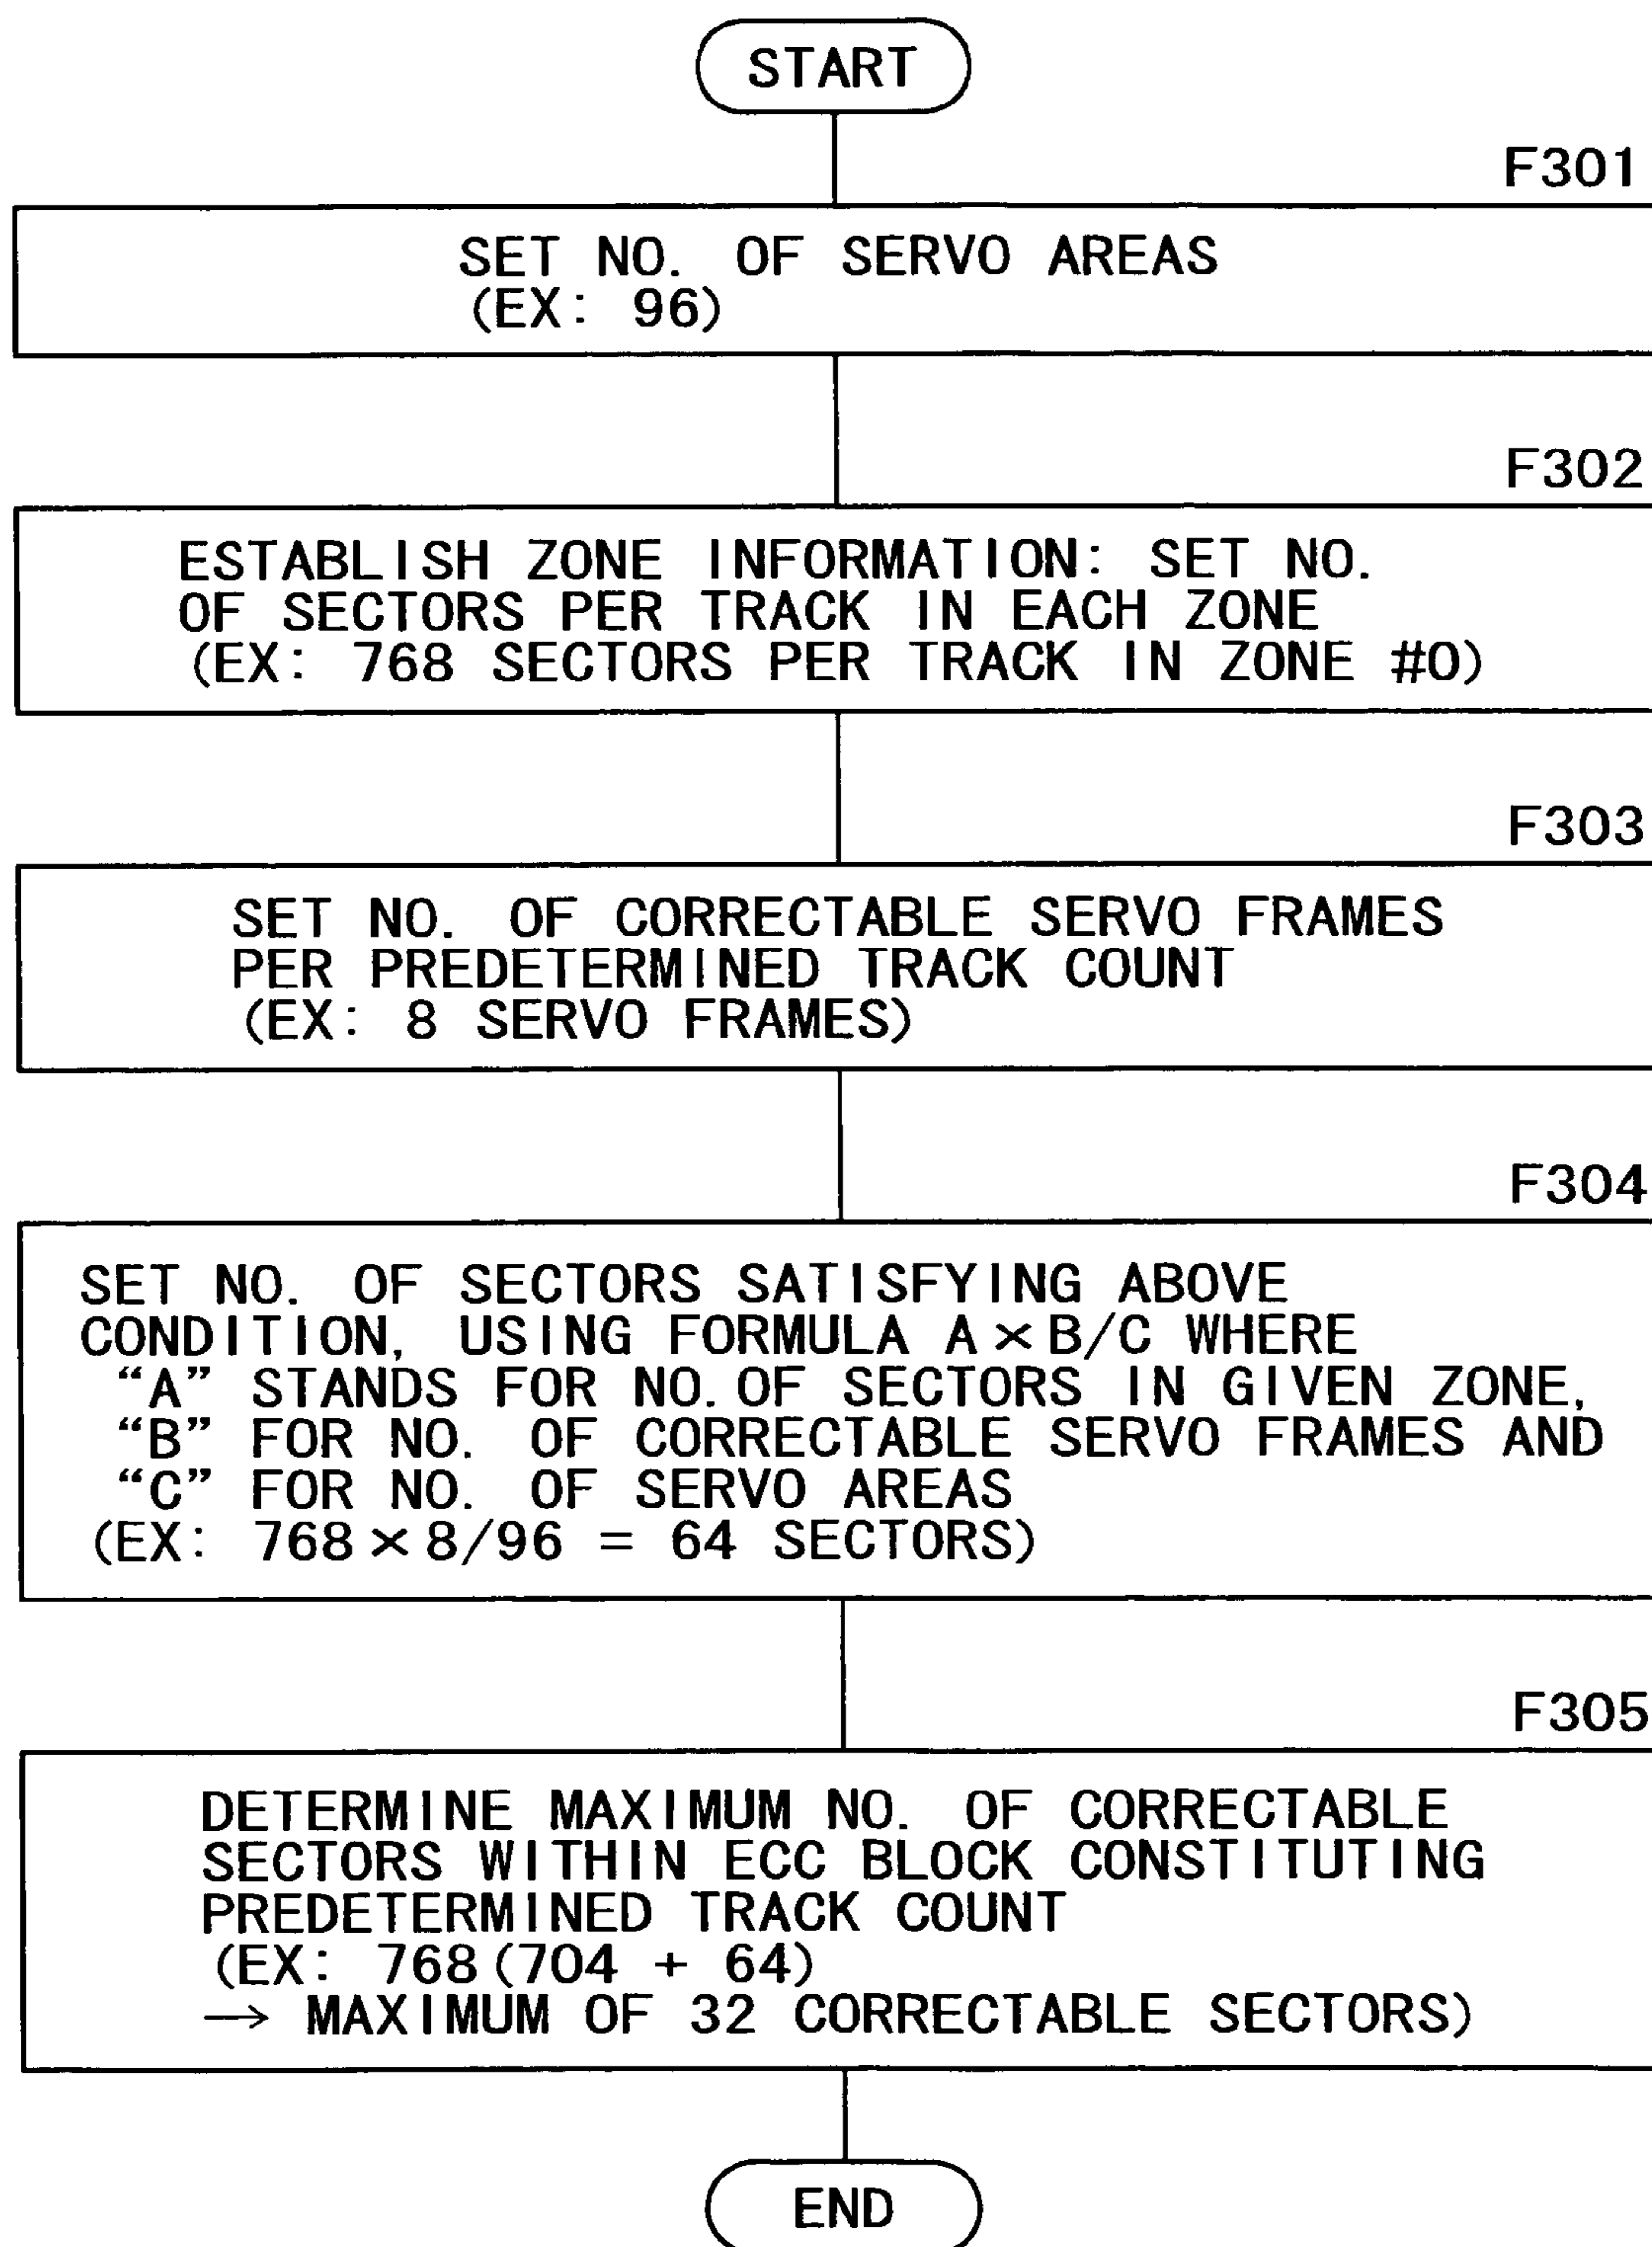 START
F301
SET NO. OF SERVO AREAS
(EX: 96)
F302
ESTABLISH ZONE INFORMATION: SET NO.
OF SECTORS PER TRACK IN EACH ZONE
(EX: 768 SECTORS PER TRACK IN ZONE #0)
F303
SET NO. OF CORRECTABLE SERVO FRAMES
PER PREDETERMINED TRACK COUNT
(EX: 8 SERVO FRAMES)
F304
SET NO. OF SECTORS SATISFYING ABOVE
CONDITION, USING FORMULA A×B/C WHERE
“A” STANDS FOR NO. OF SECTORS IN GIVEN ZONE,
“B” FOR NO. OF CORRECTABLE SERVO FRAMES AND
“C” FOR NO. OF SERVO AREAS
(EX: 768×8/96 = 64 SECTORS)
F305
DETERMINE MAXIMUM NO. OF CORRECTABLE
SECTORS WITHIN ECC BLOCK CONSTITUTING
PREDETERMINED TRACK COUNT
(EX: 768(704 + 64)
→ MAXIMUM OF 32 CORRECTABLE SECTORS)
END